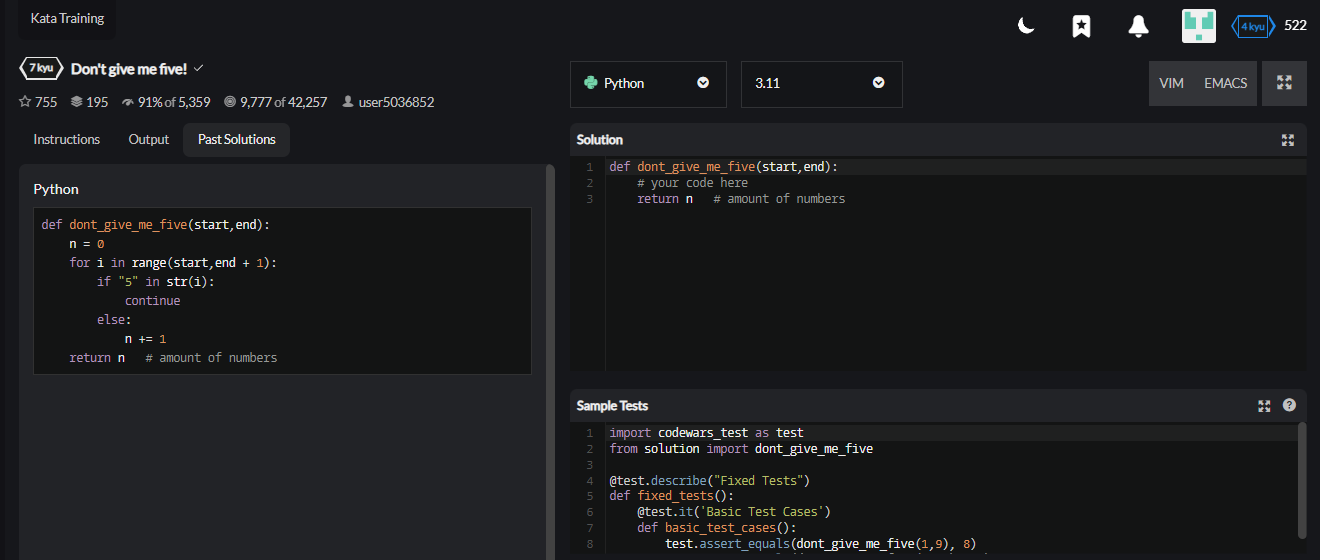 Kata Training
4 kyu 522
7 kyu Don't give me five!
755 195 91% of 5,359 9,777 of 42,257 user5036852
Instructions Output Past Solutions
Python
def dont_give_me_five(start,end):
    n = 0
    for i in range(start,end + 1):
        if "5" in str(i):
            continue
        else:
            n += 1
    return n   # amount of numbers
Python 3.11 VIM EMACS
Solution
1 def dont_give_me_five(start,end):
2     # your code here
3     return n   # amount of numbers
Sample Tests
1 import codewars_test as test
2 from solution import dont_give_me_five
3
4 @test.describe("Fixed Tests")
5 def fixed_tests():
6     @test.it('Basic Test Cases')
7     def basic_test_cases():
8         test.assert_equals(dont_give_me_five(1,9), 8)